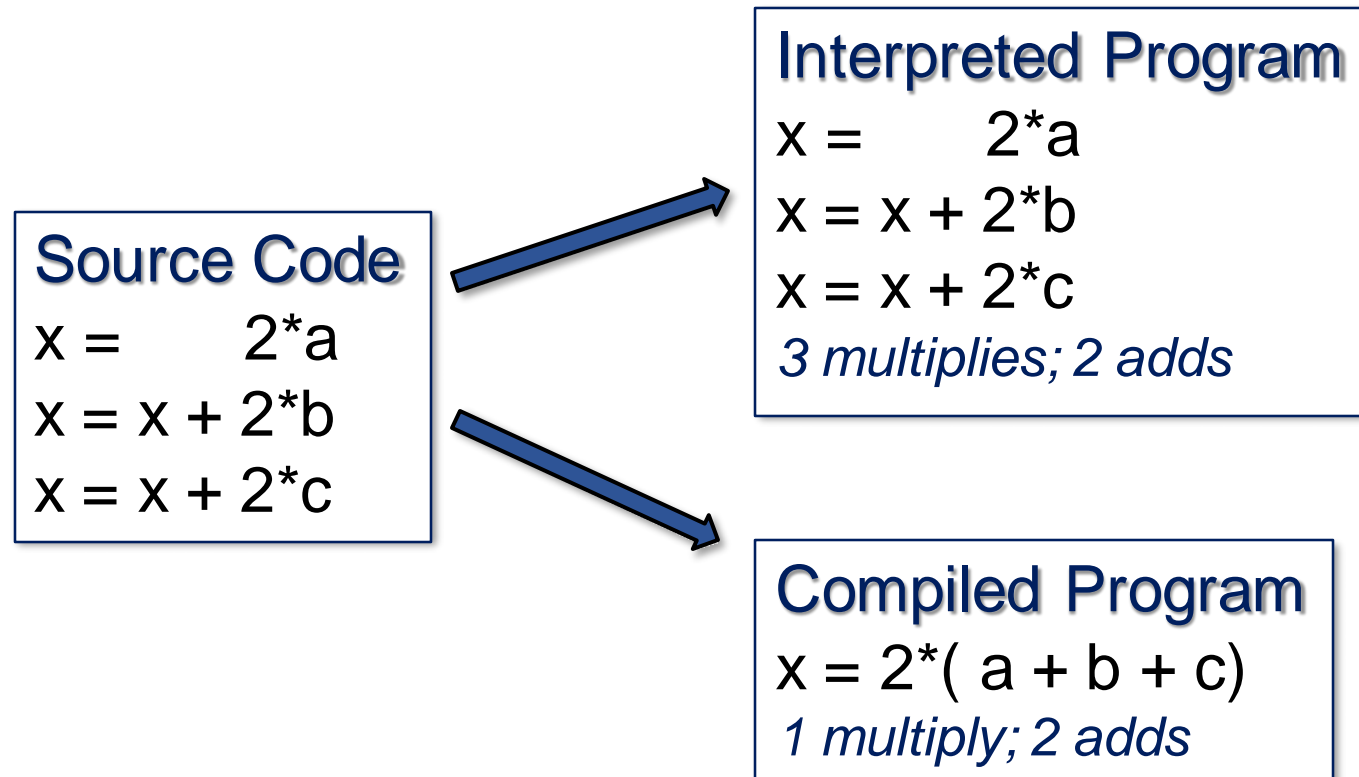 Source Code
x =      2*a
x = x + 2*b
x = x + 2*c
Interpreted Program
x =      2*a
x = x + 2*b
x = x + 2*c
3 multiplies; 2 adds
Compiled Program
x = 2*( a + b + c)
1 multiply; 2 adds